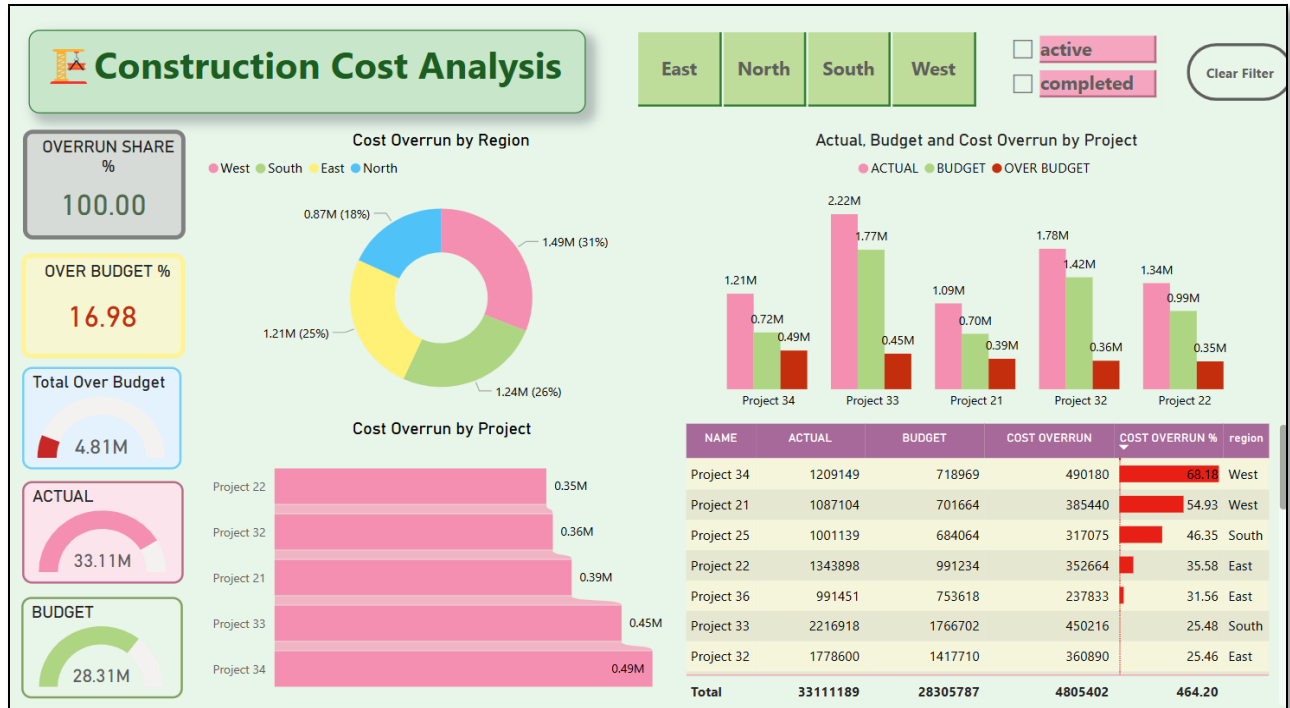 Construction Cost Analysis
East North South West
active
completed
Clear Filter
OVERRUN SHARE
%
100.00
OVER BUDGET %
16.98
Total Over Budget
4.81M
ACTUAL
33.11M
BUDGET
28.31M
Cost Overrun by Region
West South East North
0.87M (18%)
1.49M (31%)
1.21M (25%)
1.24M (26%)
Actual, Budget and Cost Overrun by Project
ACTUAL BUDGET OVER BUDGET
1.21M 0.72M 0.49M
2.22M 1.77M 0.45M
1.09M 0.70M 0.39M
1.78M 1.42M 0.36M
1.34M 0.99M 0.35M
Project 34 Project 33 Project 21 Project 32 Project 22
Cost Overrun by Project
Project 22 0.35M
Project 32 0.36M
Project 21 0.39M
Project 33 0.45M
Project 34 0.49M
NAME ACTUAL BUDGET COST OVERRUN COST OVERRUN % region
Project 34 1209149 718969 490180 68.18 West
Project 21 1087104 701664 385440 54.93 West
Project 25 1001139 684064 317075 46.35 South
Project 22 1343898 991234 352664 35.58 East
Project 36 991451 753618 237833 31.56 East
Project 33 2216918 1766702 450216 25.48 South
Project 32 1778600 1417710 360890 25.46 East
Total 33111189 28305787 4805402 464.20